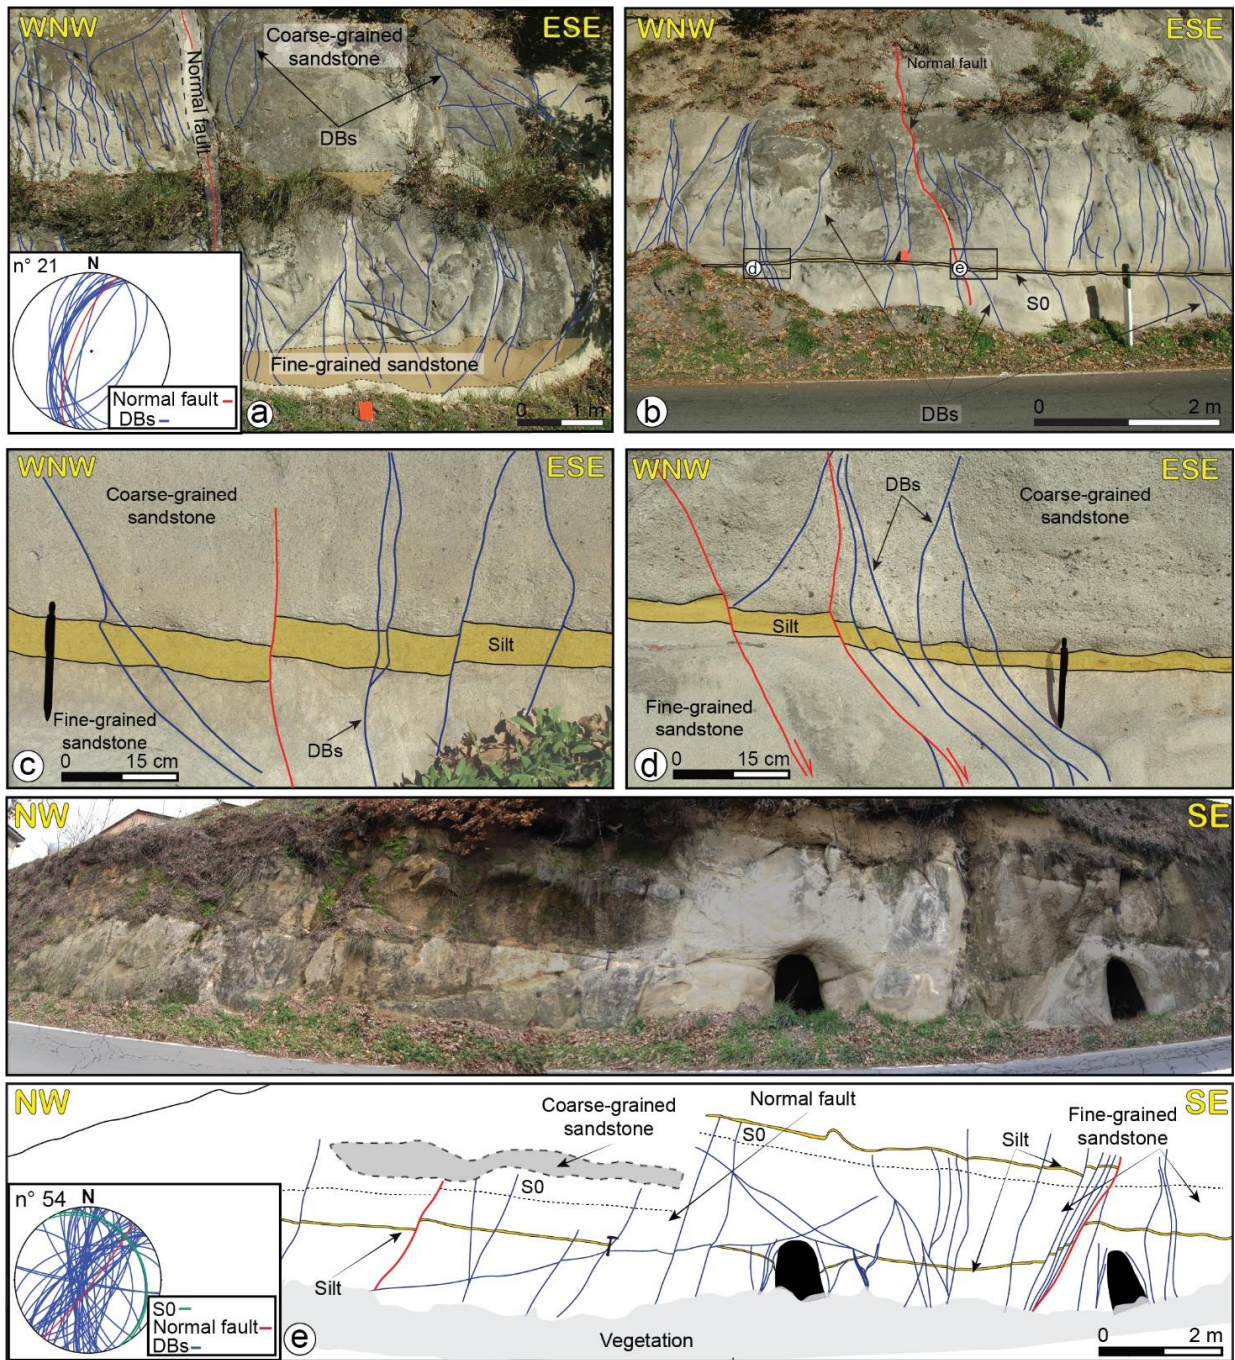 WNW
ESE
Coarse-grained
sandstone
Normal fault
DBs
Fine-grained sandstone
n° 21
N
Normal fault
DBs
a
0 1 m
WNW
ESE
Normal fault
d
e
S0
DBs
b
0 2 m
WNW
ESE
Coarse-grained
sandstone
Silt
Fine-grained
sandstone
DBs
c
0 15 cm
WNW
ESE
DBs
Coarse-grained
sandstone
Silt
Fine-grained
sandstone
d
0 15 cm
NW
SE
NW
SE
Coarse-grained
sandstone
Normal fault
S0
Silt
Fine-grained
sandstone
S0
Silt
n° 54
N
S0
Normal fault
DBs
e
Vegetation
0 2 m